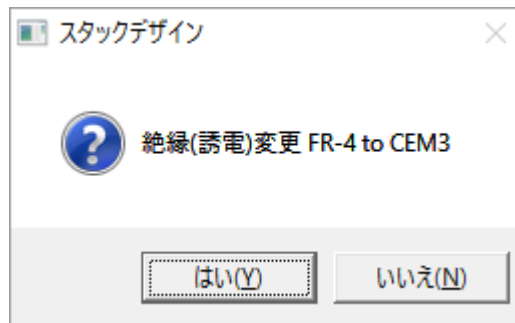 スタックデザイン
絶縁(誘電)変更 FR-4 to CEM3
はい(Y)
いいえ(N)